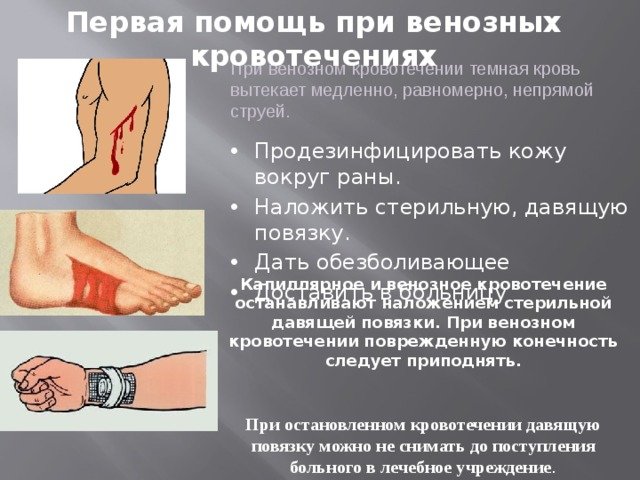 Первая помощь при венозных
кровотечениях
При венозном кровотечении темная кровь
вытекает медленно, равномерно, непрямой
струей.
• Продезинфицировать кожу
вокруг раны.
• Наложить стерильную, давящую
повязку.
• Дать обезболивающее
• Доставить в больницу
Капиллярное и венозное кровотечение
останавливают наложением стерильной
давящей повязки. При венозном
кровотечении поврежденную конечность
следует приподнять.
При остановленном кровотечении давящую
повязку можно не снимать до поступления
больного в лечебное учреждение.